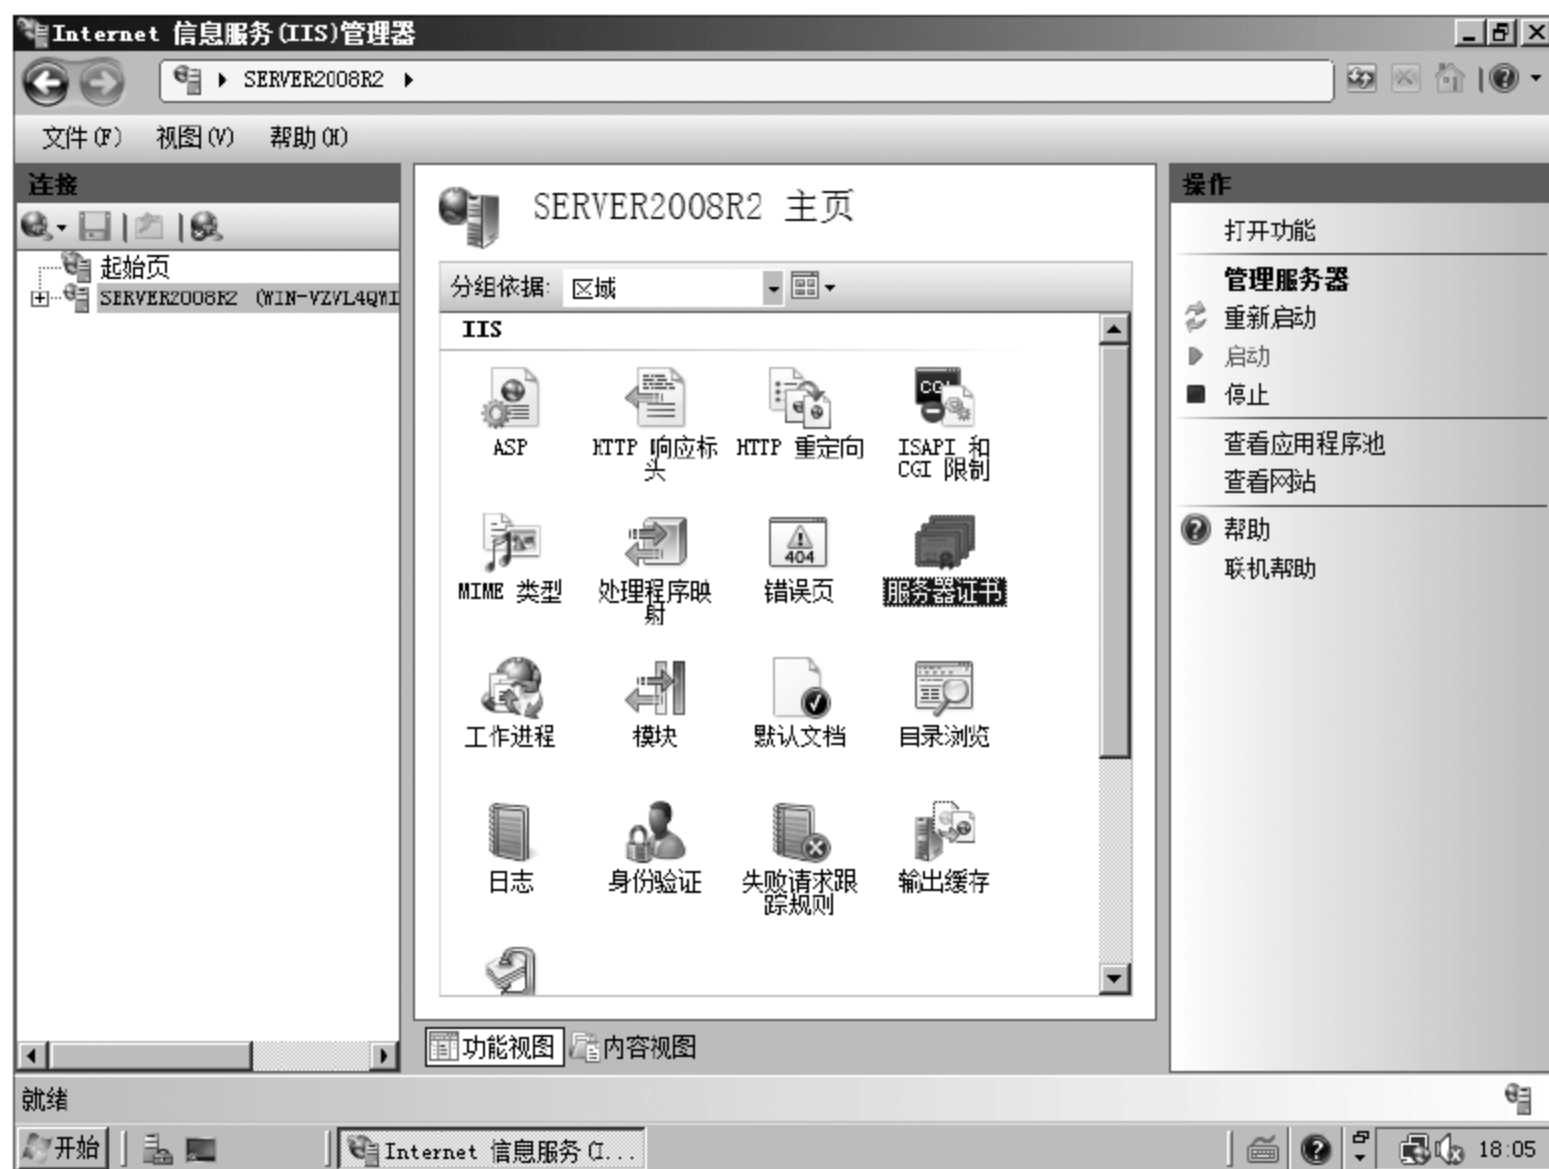 Internet 信息服务(IIS)管理器
SERVER2008R2
文件(F) 视图(V) 帮助(H)
连接
起始页
SERVER2008R2 (WIN-VZVL4QWI
SERVER2008R2 主页
分组依据: 区域
IIS
ASP
HTTP 响应标
头
HTTP 重定向
ISAPI 和
CGI 限制
CGI
MIME 类型
处理程序映
射
404
错误页
服务器证书
工作进程
模块
默认文档
目录浏览
日志
身份验证
失败请求跟
踪规则
输出缓存
功能视图
内容视图
操作
打开功能
管理服务器
重新启动
启动
停止
查看应用程序池
查看网站
帮助
联机帮助
就绪
开始
Internet 信息服务(I...
18:05